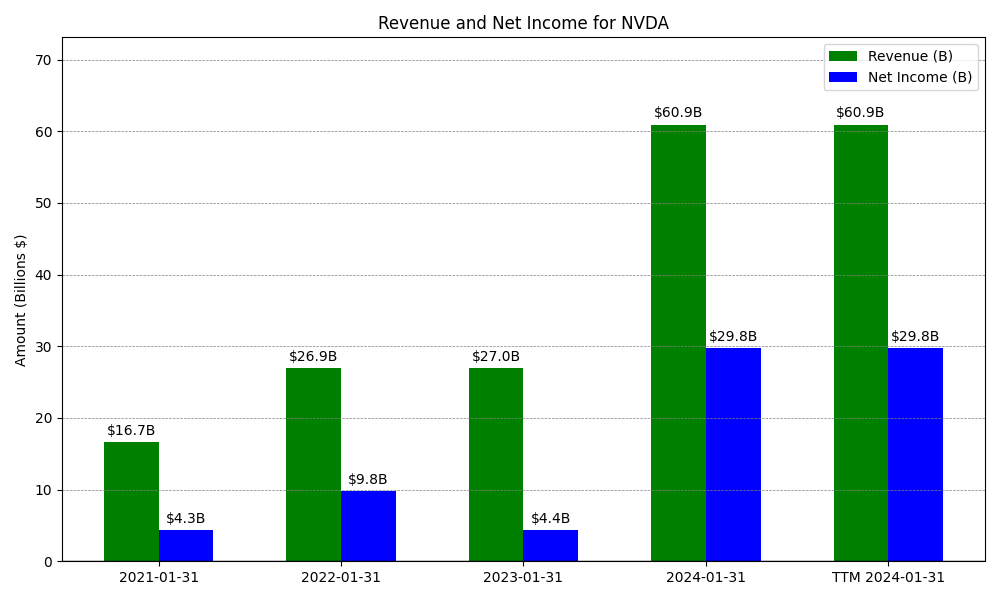 Revenue and Net Income for NVDA
Revenue (B)
Net Income (B)
Amount (Billions $)
70
60
50
40
30
20
10
0
$16.7B
$4.3B
$26.9B
$9.8B
$27.0B
$4.4B
$60.9B
$29.8B
$60.9B
$29.8B
2021-01-31
2022-01-31
2023-01-31
2024-01-31
TTM 2024-01-31